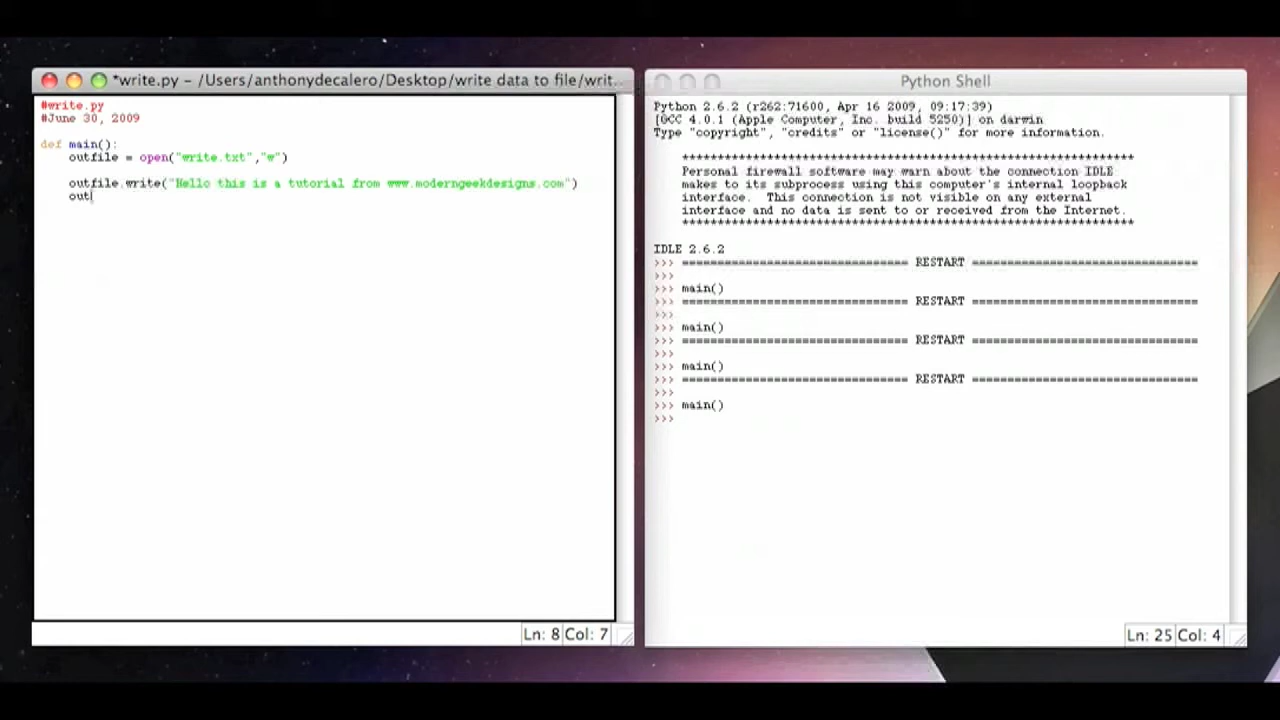 *write.py – /Users/anthonydecalero/Desktop/write data to file/writ...
#write.py
#June 30, 2009
def main():
outfile = open("write.txt","w")
outfile.write("Hello this is a tutorial from www.moderngeekdesigns.com")
out
Ln: 8 Col: 7
Python Shell
Python 2.6.2 (r262:71600, Apr 16 2009, 09:17:39)
[GCC 4.0.1 (Apple Computer, Inc. build 5250)] on darwin
Type "copyright", "credits" or "license()" for more information.
****************************************************************
Personal firewall software may warn about the connection IDLE
makes to its subprocess using this computer's internal loopback
interface.  This connection is not visible on any external
interface and no data is sent to or received from the Internet.
****************************************************************
IDLE 2.6.2
>>> ================================ RESTART ================================
>>>
>>> main()
>>> ================================ RESTART ================================
>>>
>>> main()
>>> ================================ RESTART ================================
>>>
>>> main()
>>> ================================ RESTART ================================
>>>
>>> main()
>>>
Ln: 25 Col: 4